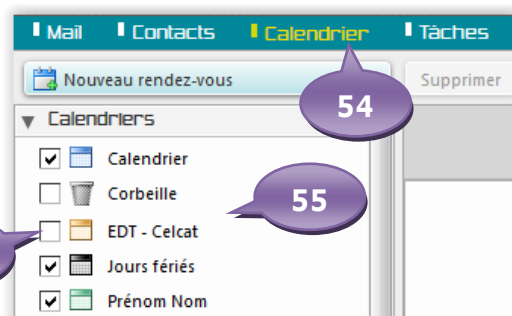 Mail Contacts Calendrier Tâches
Nouveau rendez-vous Supprimer
54
Calendriers
Calendrier
Corbeille
55
EDT - Celcat
Jours fériés
Prénom Nom